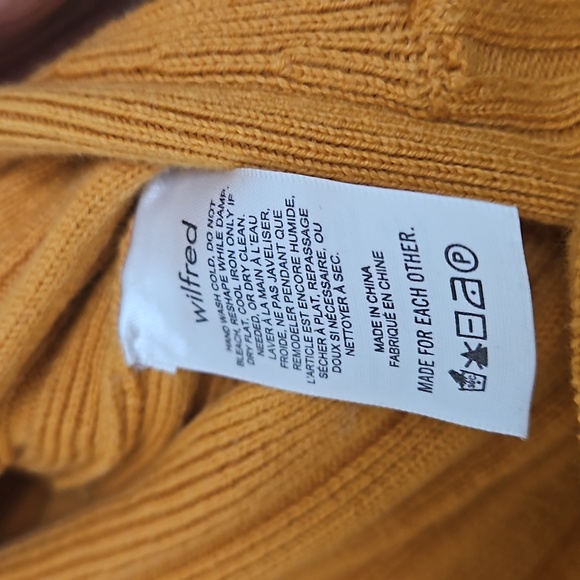 wilfred
HAND WASH COLD, DO NOT
BLEACH, RESHAPE WHILE DAMP,
DRY FLAT, COOL IRON ONLY IF
NEEDED, OR DRY CLEAN.
LAVER À LA MAIN À L'EAU
FROIDE, NE PAS JAVELISER,
REMODELER PENDANT QUE
L'ARTICLE EST ENCORE HUMIDE,
SÉCHER À PLAT, REPASSAGE
DOUX SI NÉCESSAIRE, OU
NETTOYER À SEC.
MADE IN CHINA
FABRIQUÉ EN CHINE
MADE FOR EACH OTHER.
P